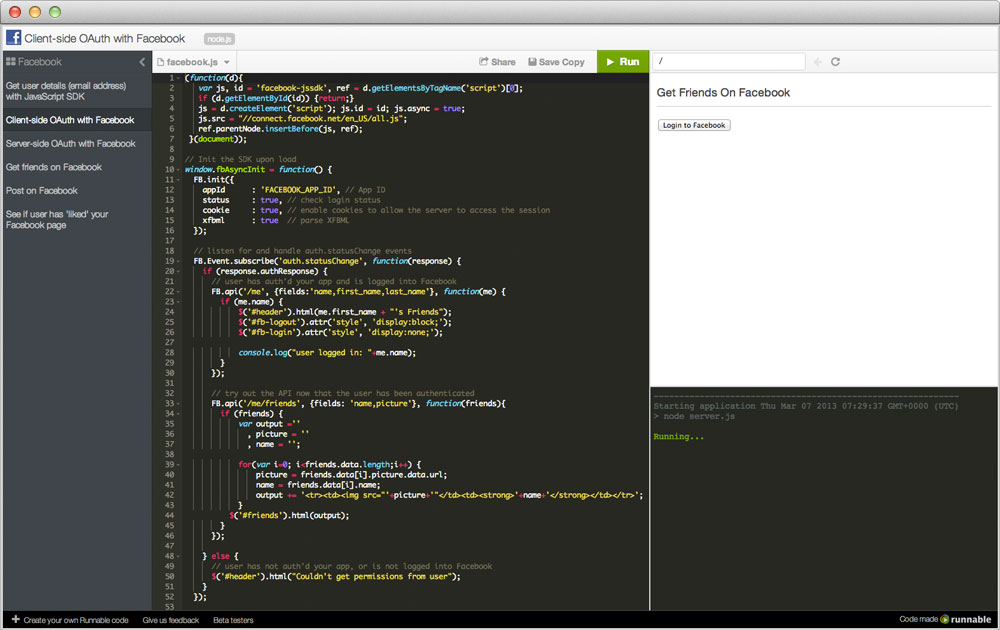 Client-side OAuth with Facebook node.js
Facebook
Get user details (email address)
with JavaScript SDK
Client-side OAuth with Facebook
Server-side OAuth with Facebook
Get friends on Facebook
Post on Facebook
See if user has 'liked' your
Facebook page
facebook.js Share Save Copy Run
1 (function(d){
2 var js, id = 'facebook-jssdk', ref = d.getElementsByTagName('script')[0];
3 if (d.getElementById(id)) {return;}
4 js = d.createElement('script'); js.id = id; js.async = true;
5 js.src = "//connect.facebook.net/en_US/all.js";
6 ref.parentNode.insertBefore(js, ref);
7 }(document));
8
9 // Init the SDK upon load
10 window.fbAsyncInit = function() {
11 FB.init({
12 appId : 'FACEBOOK_APP_ID', // App ID
13 status : true, // check login status
14 cookie : true, // enable cookies to allow the server to access the session
15 xfbml : true // parse XFBML
16 });
17
18 // listen for and handle auth.statusChange events
19 FB.Event.subscribe('auth.statusChange', function(response) {
20 if (response.authResponse) {
21 // user has auth'd your app and is logged into Facebook
22 FB.api('/me', {fields:'name,first_name,last_name'}, function(me) {
23 if (me.name) {
24 $('#header').html(me.first_name + "'s Friends");
25 $('#fb-logout').attr('style', 'display:block;');
26 $('#fb-login').attr('style', 'display:none;');
27
28 console.log("user logged in: "+me.name);
29 }
30 });
31
32 // try out the API now that the user has been authenticated
33 FB.api('/me/friends', {fields: 'name,picture'}, function(friends){
34 if (friends) {
35 var output =''
36 , picture = ''
37 , name = '';
38
39 for(var i=0; i<friends.data.length;i++) {
40 picture = friends.data[i].picture.data.url;
41 name = friends.data[i].name;
42 output += '<tr><td><img src="'+picture+'"</td><td><strong>'+name+'</strong></td></tr>';
43 }
44 $('#friends').html(output);
45 }
46 });
47
48 } else {
49 // user has not auth'd your app, or is not logged into Facebook
50 $('#header').html("Couldn't get permissions from user");
51 }
52 });
53
/
Get Friends On Facebook
Login to Facebook
Starting application Thu Mar 07 2013 07:29:37 GMT+0000 (UTC)
> node server.js
Running...
Create your own Runnable code Give us feedback Beta testers Code made runnable